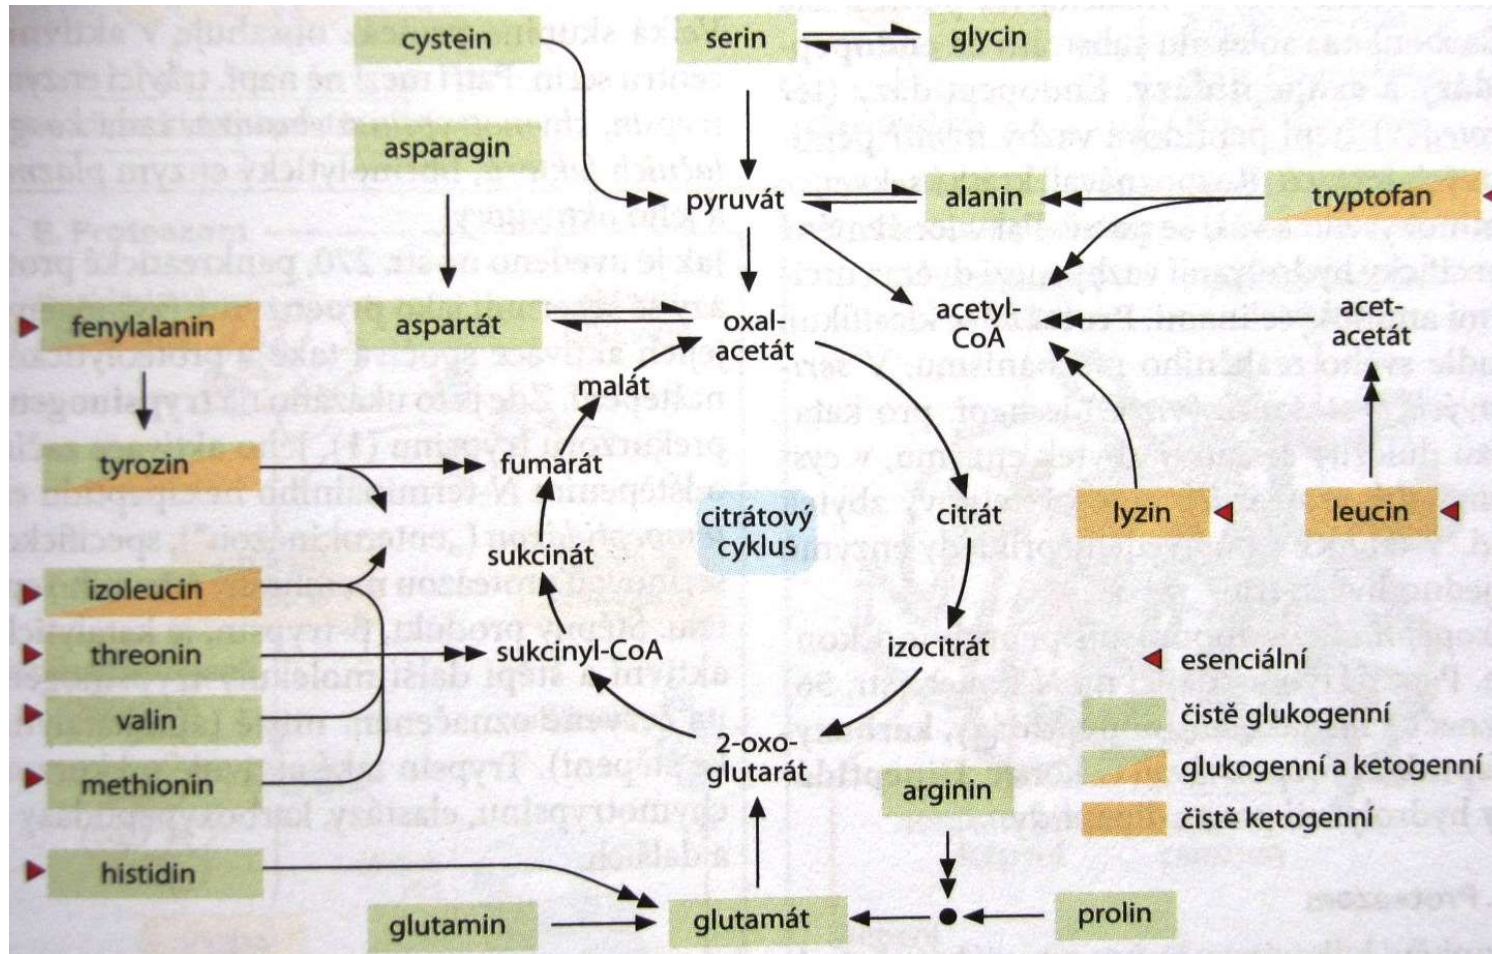 cystein
serin
glycin
asparagin
pyruvát
alanin
tryptofan
fenylalanin
aspartát
oxal-
acetát
acetyl-
CoA
acet-
acetát
malát
tyrozin
fumarát
citrátový
cyklus
citrát
lyzin
leucin
sukcinát
izoleucin
threonin
sukcinyl-CoA
izocitrát
esenciální
valin
čistě glukogenní
2-oxo-
glutarát
glukogenní a ketogenní
methionin
arginin
čistě ketogenní
histidin
glutamin
glutamát
prolin